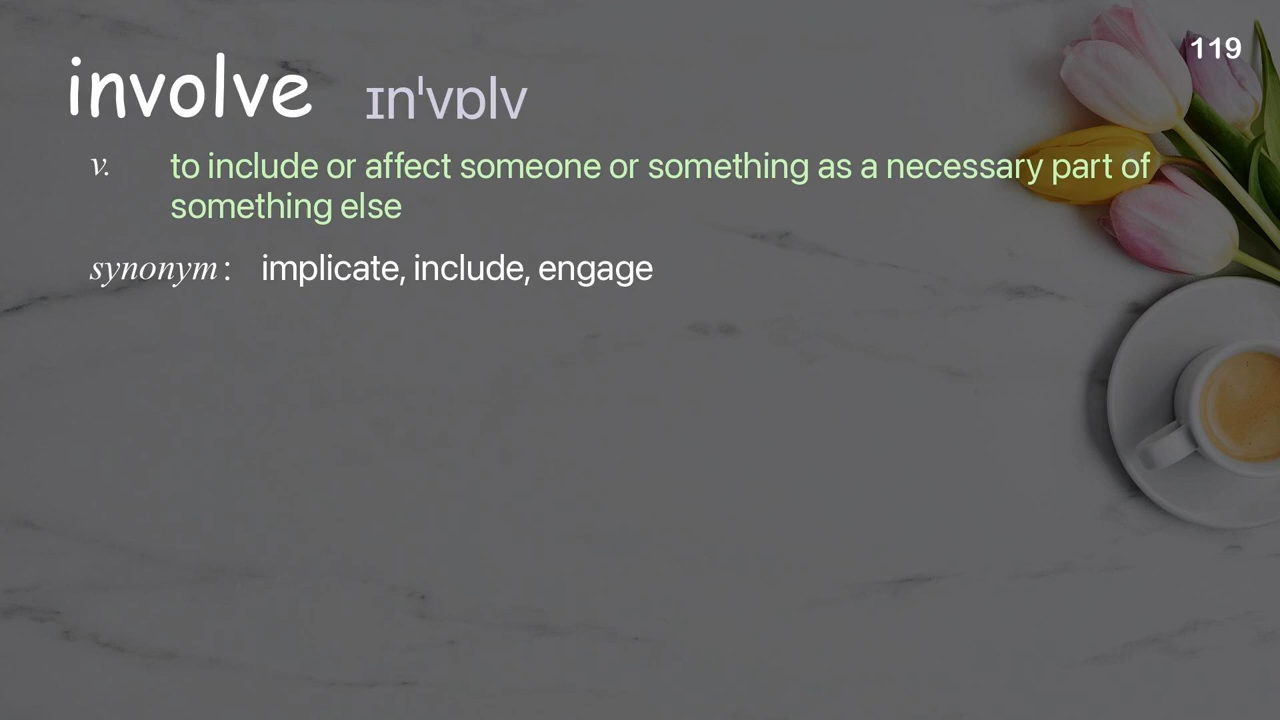 119
involve ɪnˈvɒlv
v. to include or affect someone or something as a necessary part of
something else
synonym : implicate, include, engage